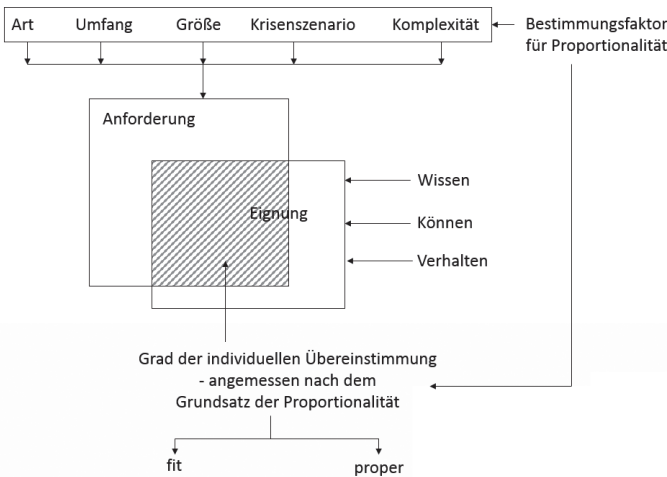 Art Umfang Größe Krisenszenario Komplexität
Bestimmungsfaktor
für Proportionalität
Anforderung
Eignung
Wissen
Können
Verhalten
Grad der individuellen Übereinstimmung
- angemessen nach dem
Grundsatz der Proportionalität
fit
proper